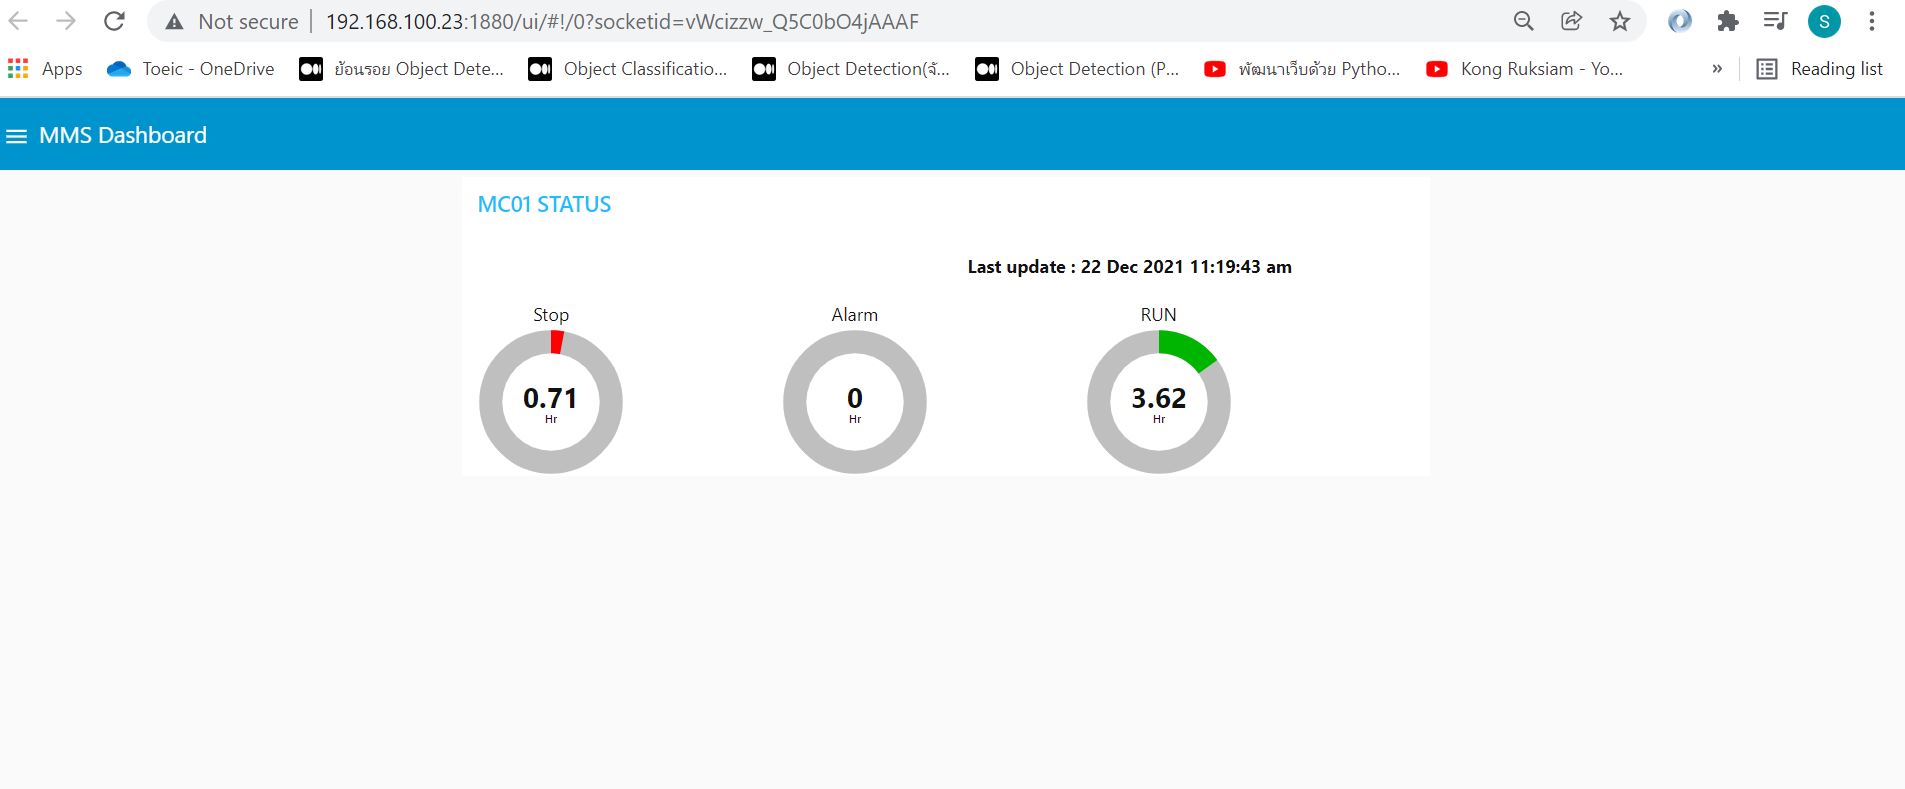 Not secure | 192.168.100.23:1880/ui/#!/0?socketid=vWcizzw_Q5C0bO4jAAAF
S
Apps
Toeic - OneDrive
ย้อนรอย Object Dete...
Object Classificatio...
Object Detection(จั...
Object Detection (P...
พัฒนาเว็บด้วย Pytho...
Kong Ruksiam - Yo...
»
Reading list
MMS Dashboard
MC01 STATUS
Last update : 22 Dec 2021 11:19:43 am
Stop
0.71
Hr
Alarm
0
Hr
RUN
3.62
Hr